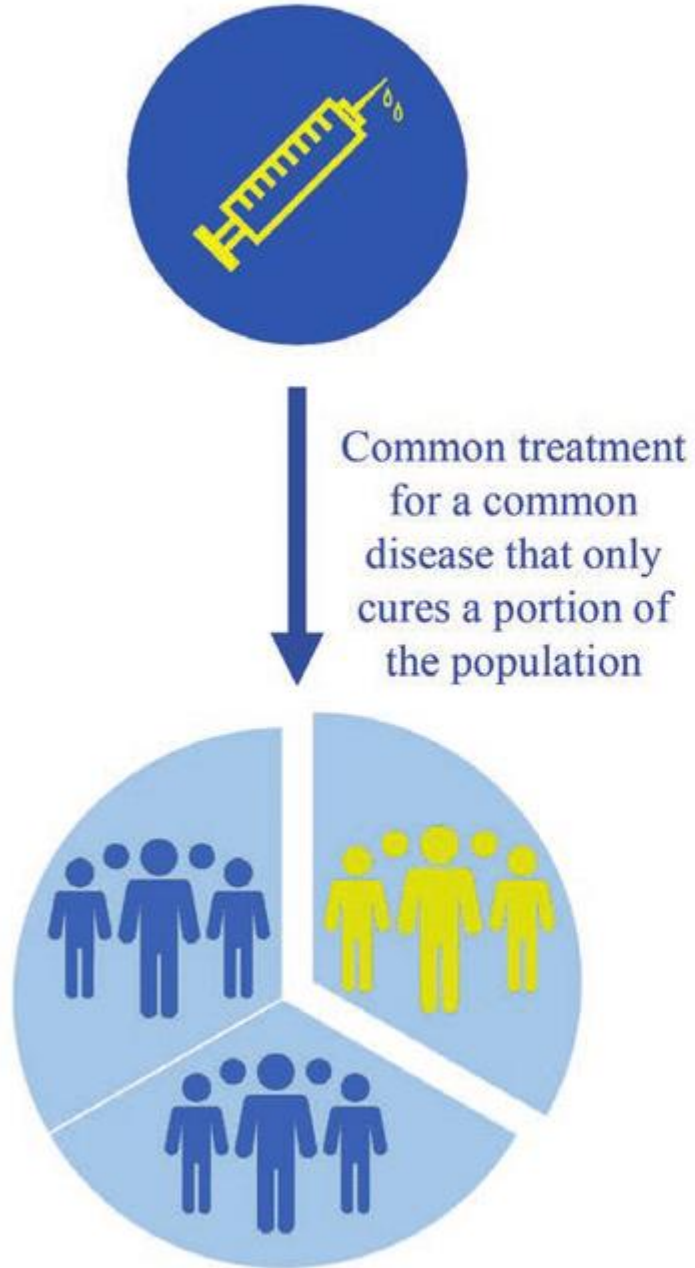 Common treatment
for a common
disease that only
cures a portion of
the population